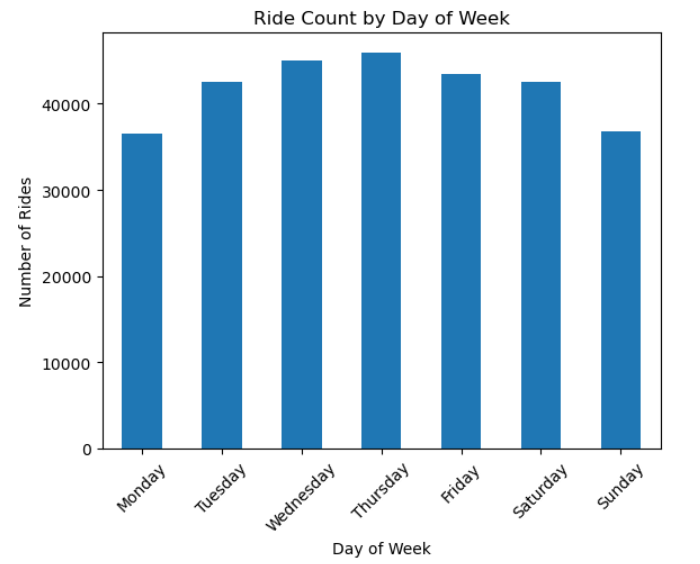 Ride Count by Day of Week
Number of Rides
40000
30000
20000
10000
0
Monday
Tuesday
Wednesday
Thursday
Friday
Saturday
Sunday
Day of Week